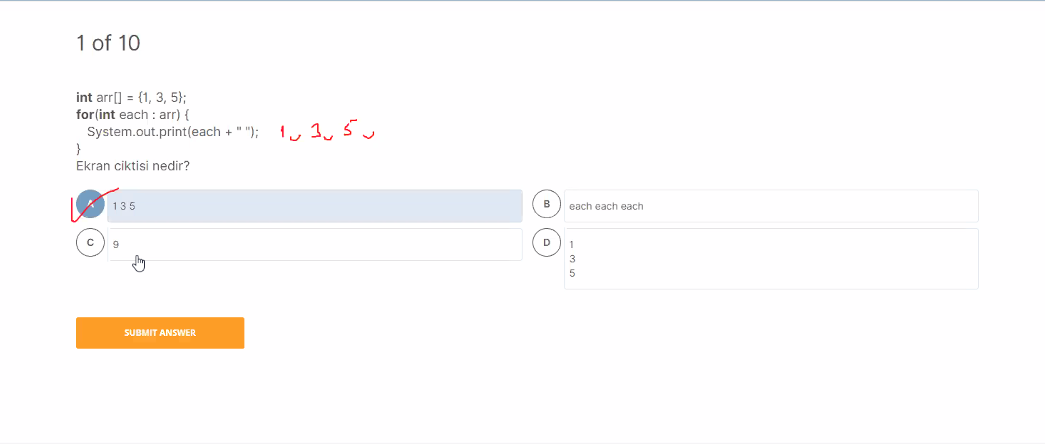 1 of 10
int arr[] = {1, 3, 5};
for(int each : arr) {
System.out.print(each + " "); 1 3 5
}
Ekran ciktisi nedir?
A 1 3 5
B each each each
C 9
D 1
3
5
SUBMIT ANSWER